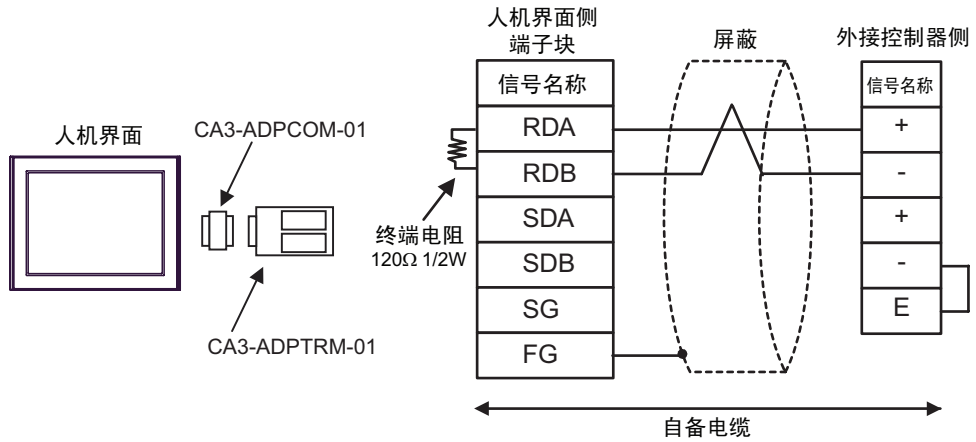 人机界面
CA3-ADPCOM-01
CA3-ADPTRM-01
终端电阻
120Ω 1/2W
人机界面侧
端子块
信号名称
RDA
RDB
SDA
SDB
SG
FG
屏蔽
外接控制器侧
信号名称
+
-
+
-
E
自备电缆